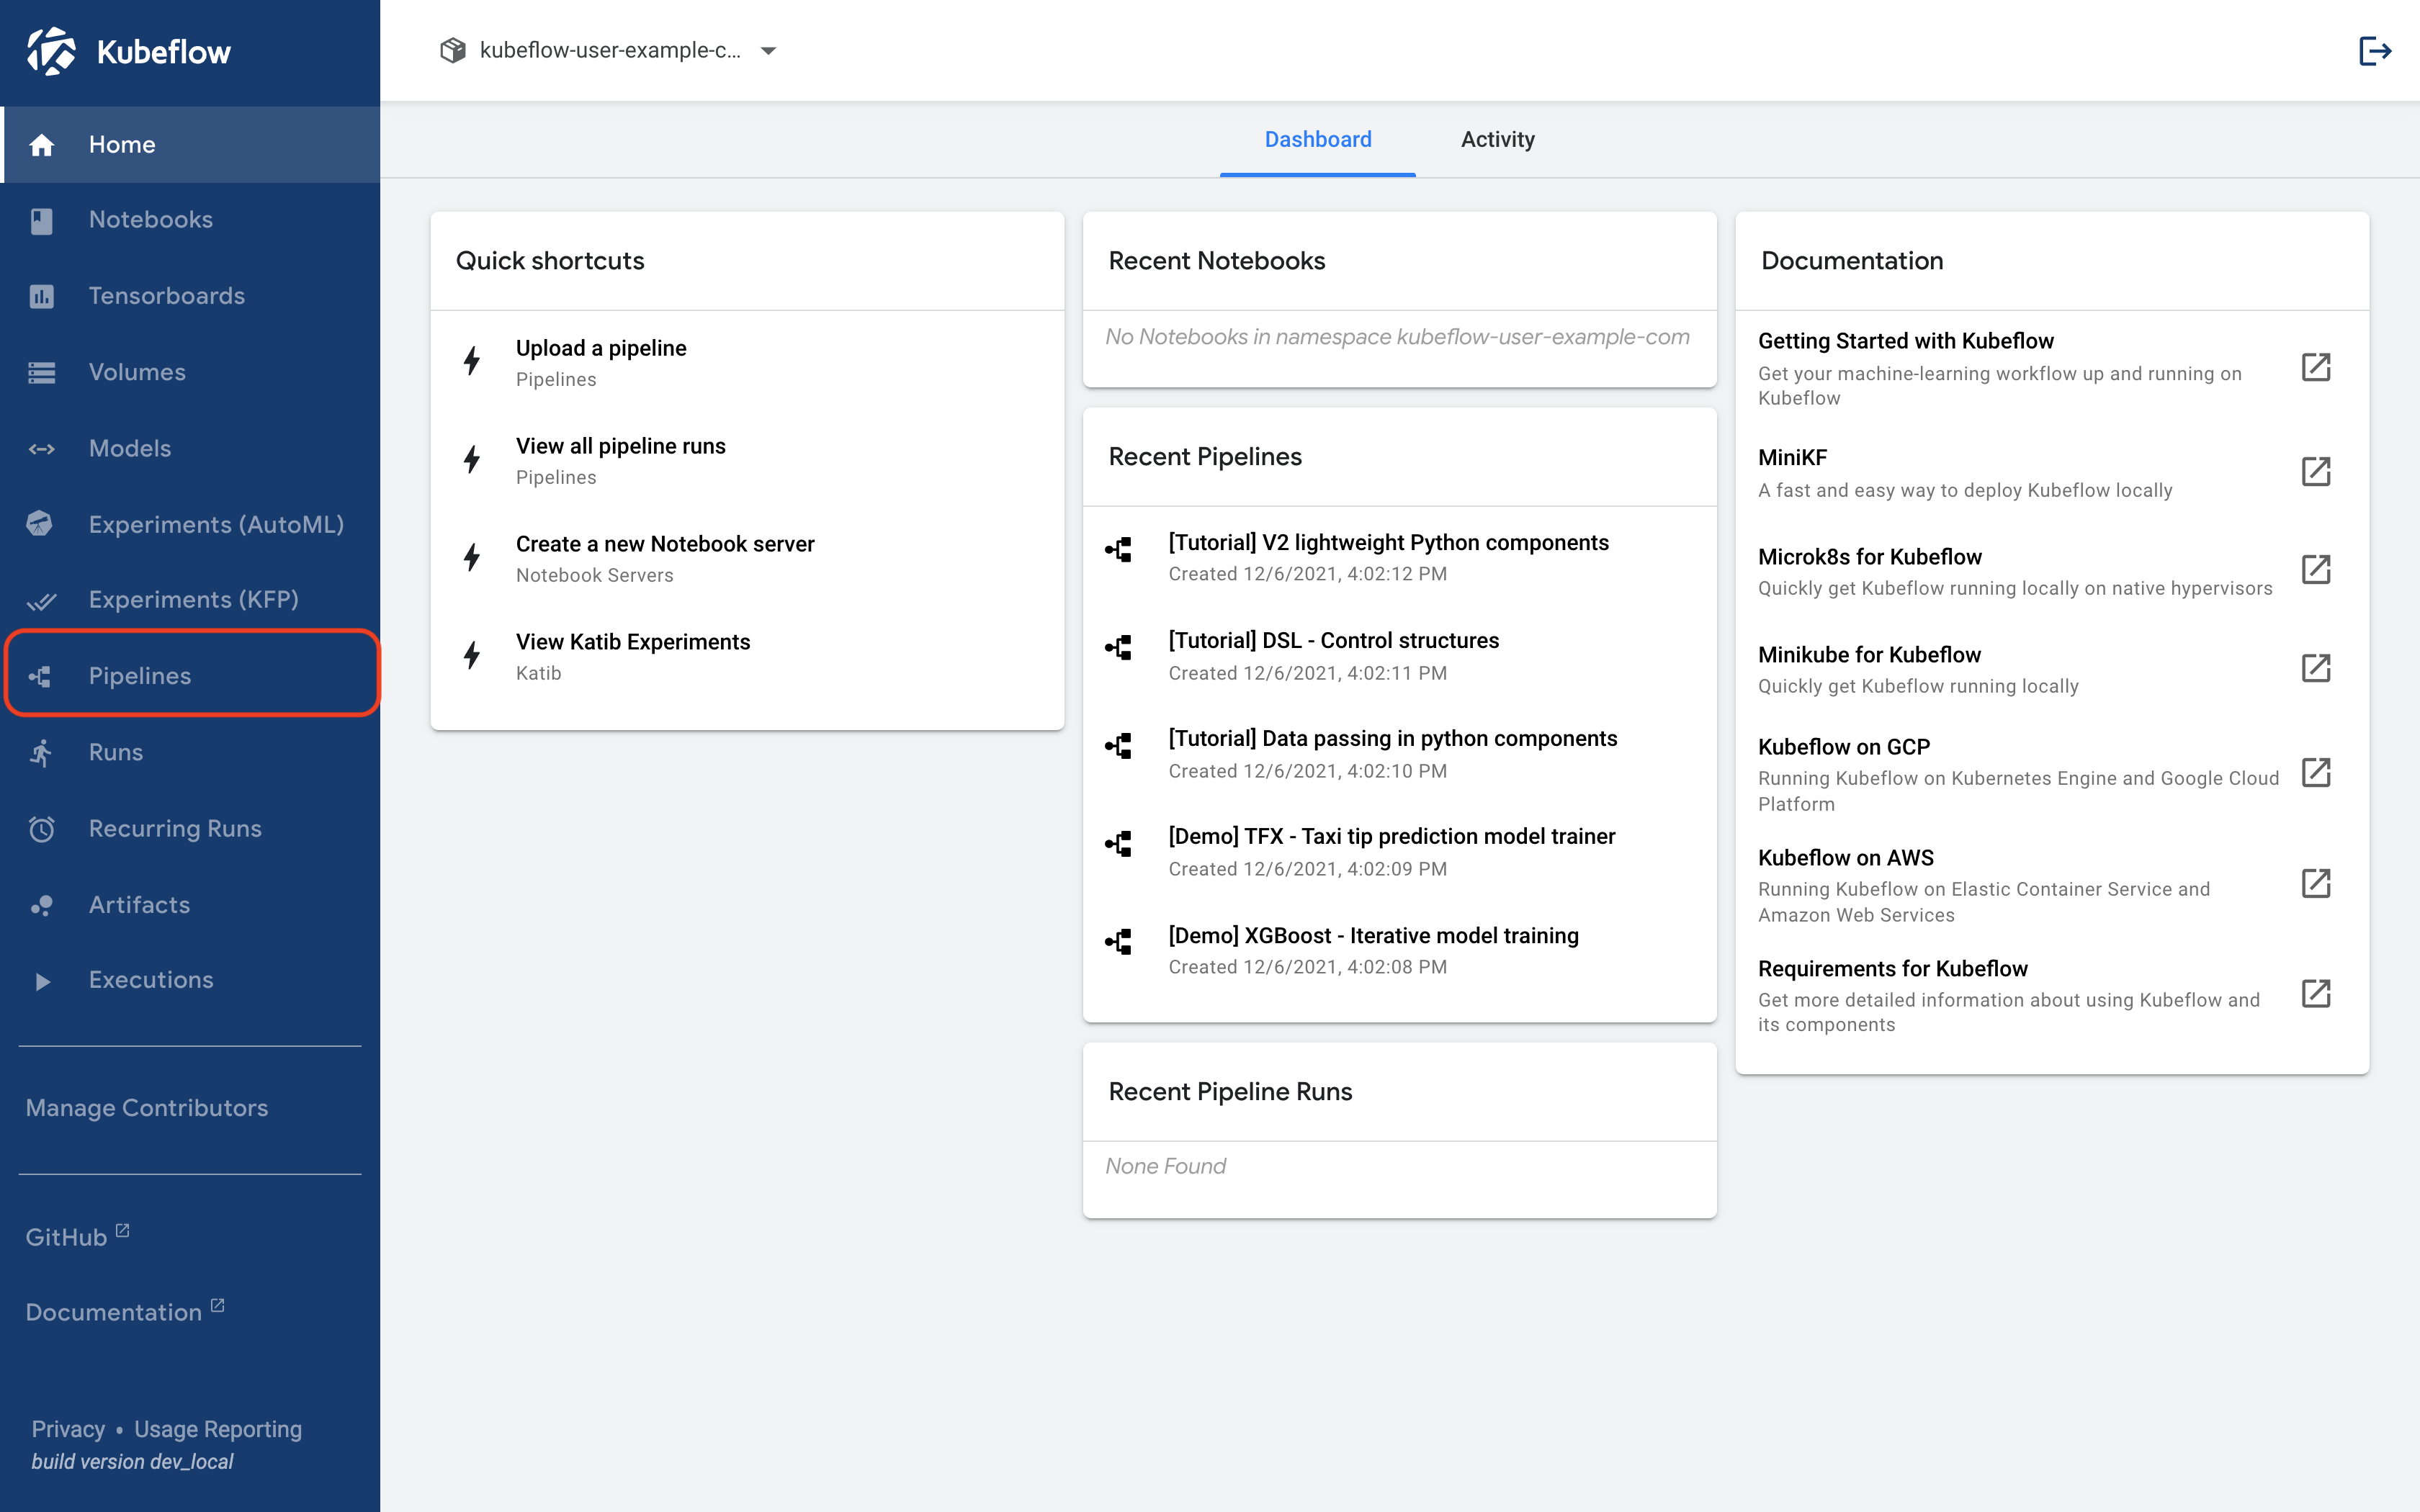 Kubeflow
Home
Notebooks
Tensorboards
Volumes
Models
Experiments (AutoML)
Experiments (KFP)
Pipelines
Runs
Recurring Runs
Artifacts
Executions
Manage Contributors
GitHub
Documentation
Privacy • Usage Reporting
build version dev_local
kubeflow-user-example-c...
Dashboard
Activity
Quick shortcuts
Upload a pipeline
Pipelines
View all pipeline runs
Pipelines
Create a new Notebook server
Notebook Servers
View Katib Experiments
Katib
Recent Notebooks
No Notebooks in namespace kubeflow-user-example-com
Recent Pipelines
[Tutorial] V2 lightweight Python components
Created 12/6/2021, 4:02:12 PM
[Tutorial] DSL - Control structures
Created 12/6/2021, 4:02:11 PM
[Tutorial] Data passing in python components
Created 12/6/2021, 4:02:10 PM
[Demo] TFX - Taxi tip prediction model trainer
Created 12/6/2021, 4:02:09 PM
[Demo] XGBoost - Iterative model training
Created 12/6/2021, 4:02:08 PM
Recent Pipeline Runs
None Found
Documentation
Getting Started with Kubeflow
Get your machine-learning workflow up and running on
Kubeflow
MiniKF
A fast and easy way to deploy Kubeflow locally
Microk8s for Kubeflow
Quickly get Kubeflow running locally on native hypervisors
Minikube for Kubeflow
Quickly get Kubeflow running locally
Kubeflow on GCP
Running Kubeflow on Kubernetes Engine and Google Cloud
Platform
Kubeflow on AWS
Running Kubeflow on Elastic Container Service and
Amazon Web Services
Requirements for Kubeflow
Get more detailed information about using Kubeflow and
its components